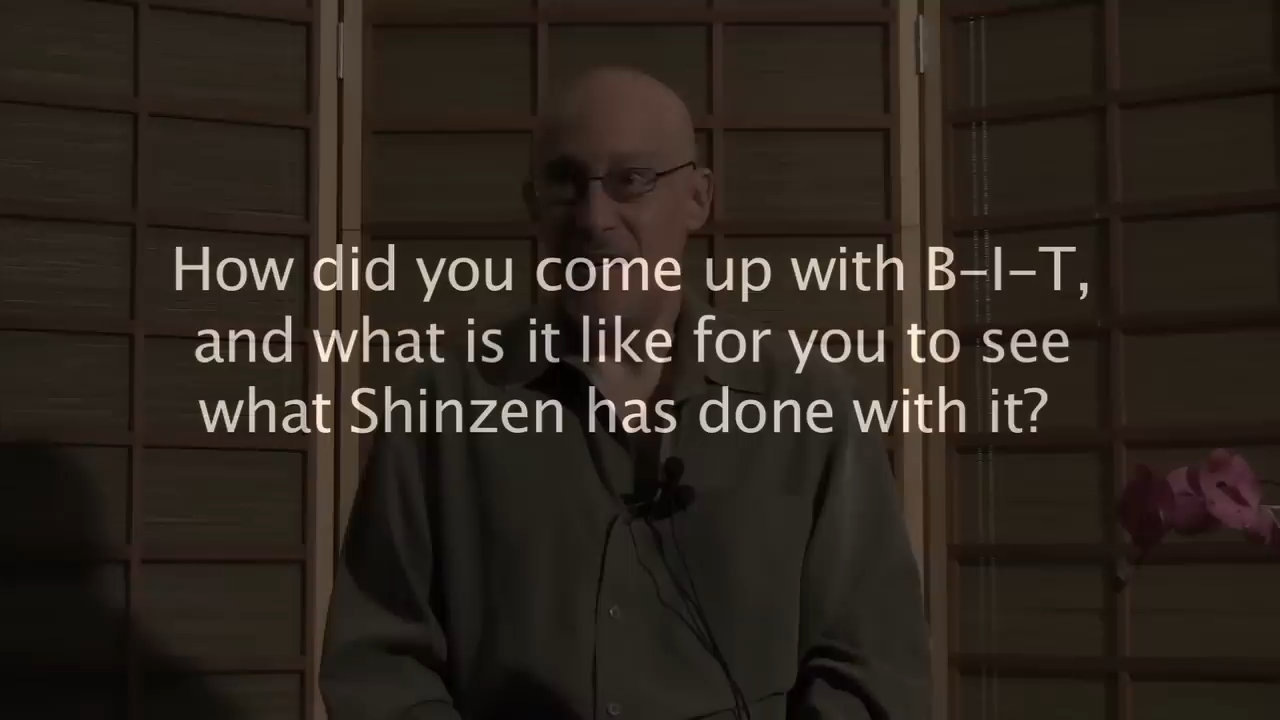 How did you come up with B-I-T,
and what is it like for you to see
what Shinzen has done with it?